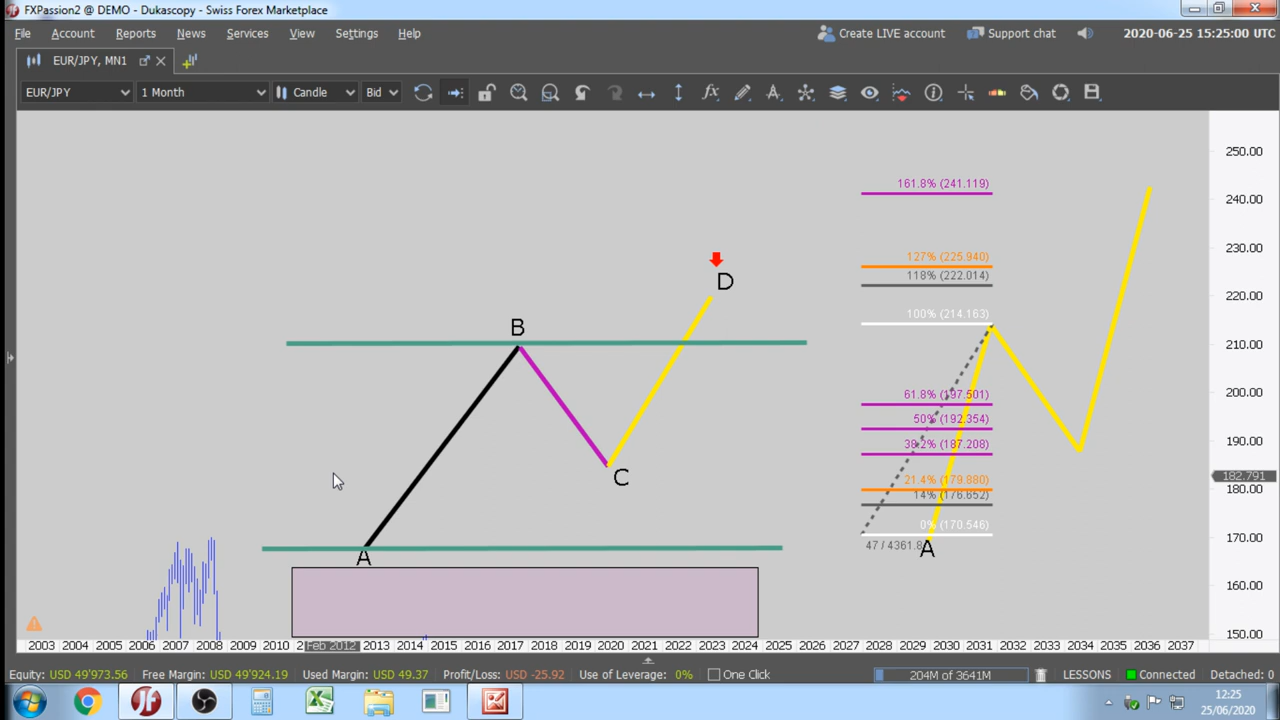 FXPassion2 @ DEMO - Dukascopy - Swiss Forex Marketplace
File Account Reports News Services View Settings Help Create LIVE account Support chat 2020-06-25 15:25:00 UTC
EUR/JPY, MN1
EUR/JPY 1 Month Candle Bid
250.00
161.8% (241.119)
240.00
230.00
127% (225.940)
118% (222.014)
D
220.00
100% (214.163)
B
210.00
61.8% (197.501)
200.00
50% (192.354)
38.2% (187.208)
190.00
C
182.791
21.4% (179.880)
180.00
14% (176.652)
0% (170.546)
170.00
47 / 4361.8
A
A
160.00
150.00
2003 2004 2005 2006 2007 2008 2009 2010 2 Feb 2012 2013 2014 2015 2016 2017 2018 2019 2020 2021 2022 2023 2024 2025 2026 2027 2028 2029 2030 2031 2032 2033 2034 2035 2036 2037
Equity: USD 49'973.56 Free Margin: USD 49'924.19 Used Margin: USD 49.37 Profit/Loss: USD -25.92 Use of Leverage: 0% One Click 204M of 3641M LESSONS Connected Detached: 0
12:25
25/06/2020